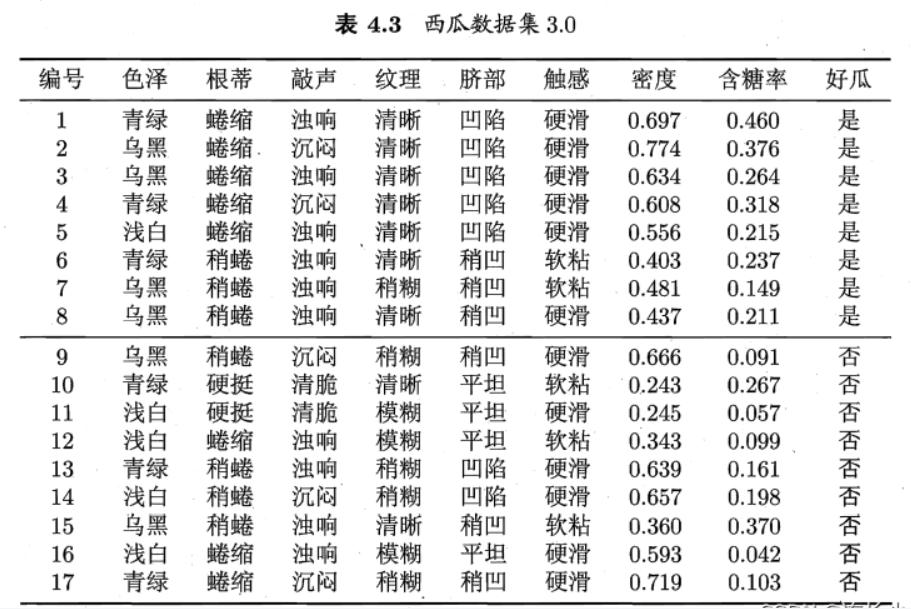 表 4.3 西瓜数据集 3.0
编号 色泽 根蒂 敲声 纹理 脐部 触感 密度 含糖率 好瓜
1 青绿 蜷缩 浊响 清晰 凹陷 硬滑 0.697 0.460 是
2 乌黑 蜷缩 沉闷 清晰 凹陷 硬滑 0.774 0.376 是
3 乌黑 蜷缩 浊响 清晰 凹陷 硬滑 0.634 0.264 是
4 青绿 蜷缩 沉闷 清晰 凹陷 硬滑 0.608 0.318 是
5 浅白 蜷缩 浊响 清晰 凹陷 硬滑 0.556 0.215 是
6 青绿 稍蜷 浊响 清晰 稍凹 软粘 0.403 0.237 是
7 乌黑 稍蜷 浊响 稍糊 稍凹 软粘 0.481 0.149 是
8 乌黑 稍蜷 浊响 清晰 稍凹 硬滑 0.437 0.211 是
9 乌黑 稍蜷 沉闷 稍糊 稍凹 硬滑 0.666 0.091 否
10 青绿 硬挺 清脆 清晰 平坦 软粘 0.243 0.267 否
11 浅白 硬挺 清脆 模糊 平坦 硬滑 0.245 0.057 否
12 浅白 蜷缩 浊响 模糊 平坦 软粘 0.343 0.099 否
13 青绿 稍蜷 浊响 稍糊 凹陷 硬滑 0.639 0.161 否
14 浅白 稍蜷 沉闷 稍糊 凹陷 硬滑 0.657 0.198 否
15 乌黑 稍蜷 浊响 清晰 稍凹 软粘 0.360 0.370 否
16 浅白 蜷缩 浊响 模糊 平坦 硬滑 0.593 0.042 否
17 青绿 蜷缩 沉闷 稍糊 稍凹 硬滑 0.719 0.103 否